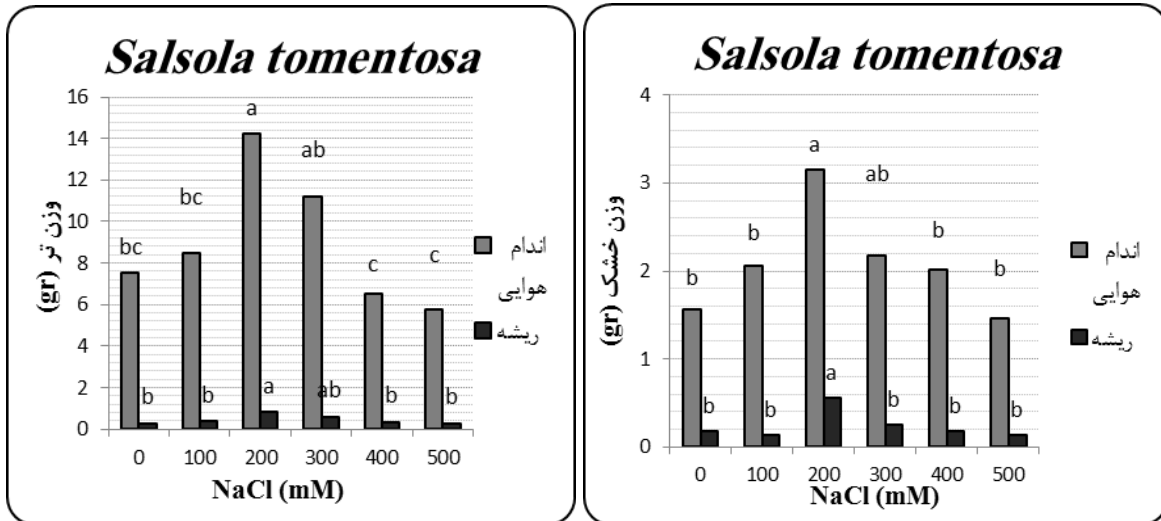 Salsola tomentosa
وزن تر (gr)
16
14
12
10
8
6
4
2
0
bc
bc
a
ab
c
c
b
b
a
ab
b
b
0 100 200 300 400 500
NaCl (mM)
اندام
هوایی
ریشه
Salsola tomentosa
وزن خشک (gr)
4
3
2
1
0
b
b
a
ab
b
b
b
b
a
b
b
b
0 100 200 300 400 500
NaCl (mM)
اندام
هوایی
ریشه